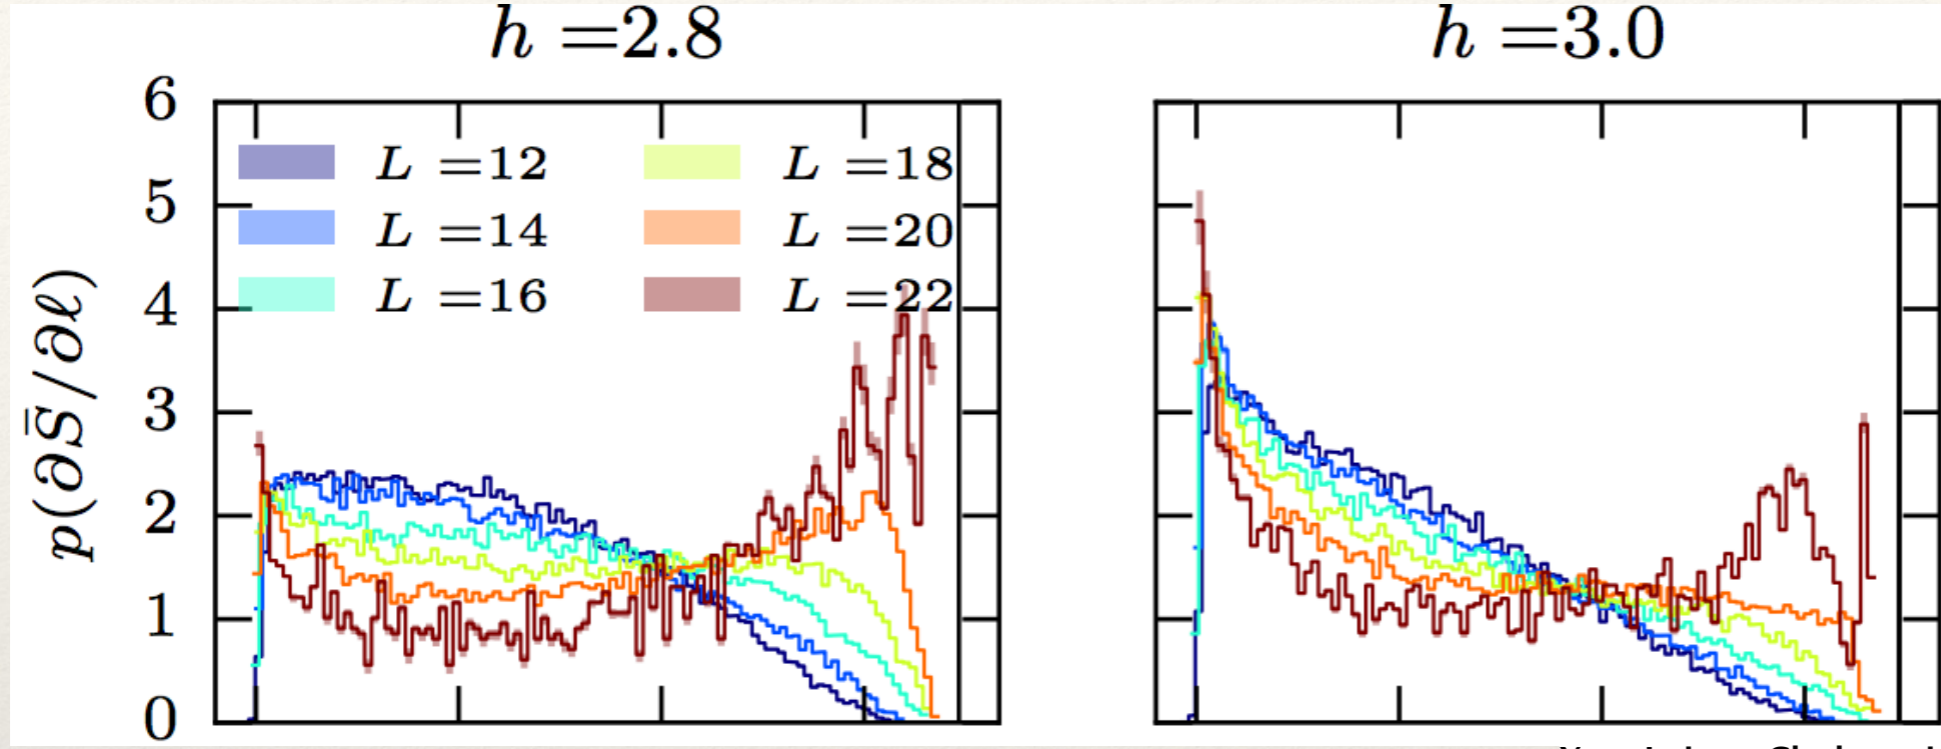 h =2.8
h =3.0
p(∂S̄/∂ℓ)
6
5
4
3
2
1
0
L =12
L =14
L =16
L =18
L =20
L =22